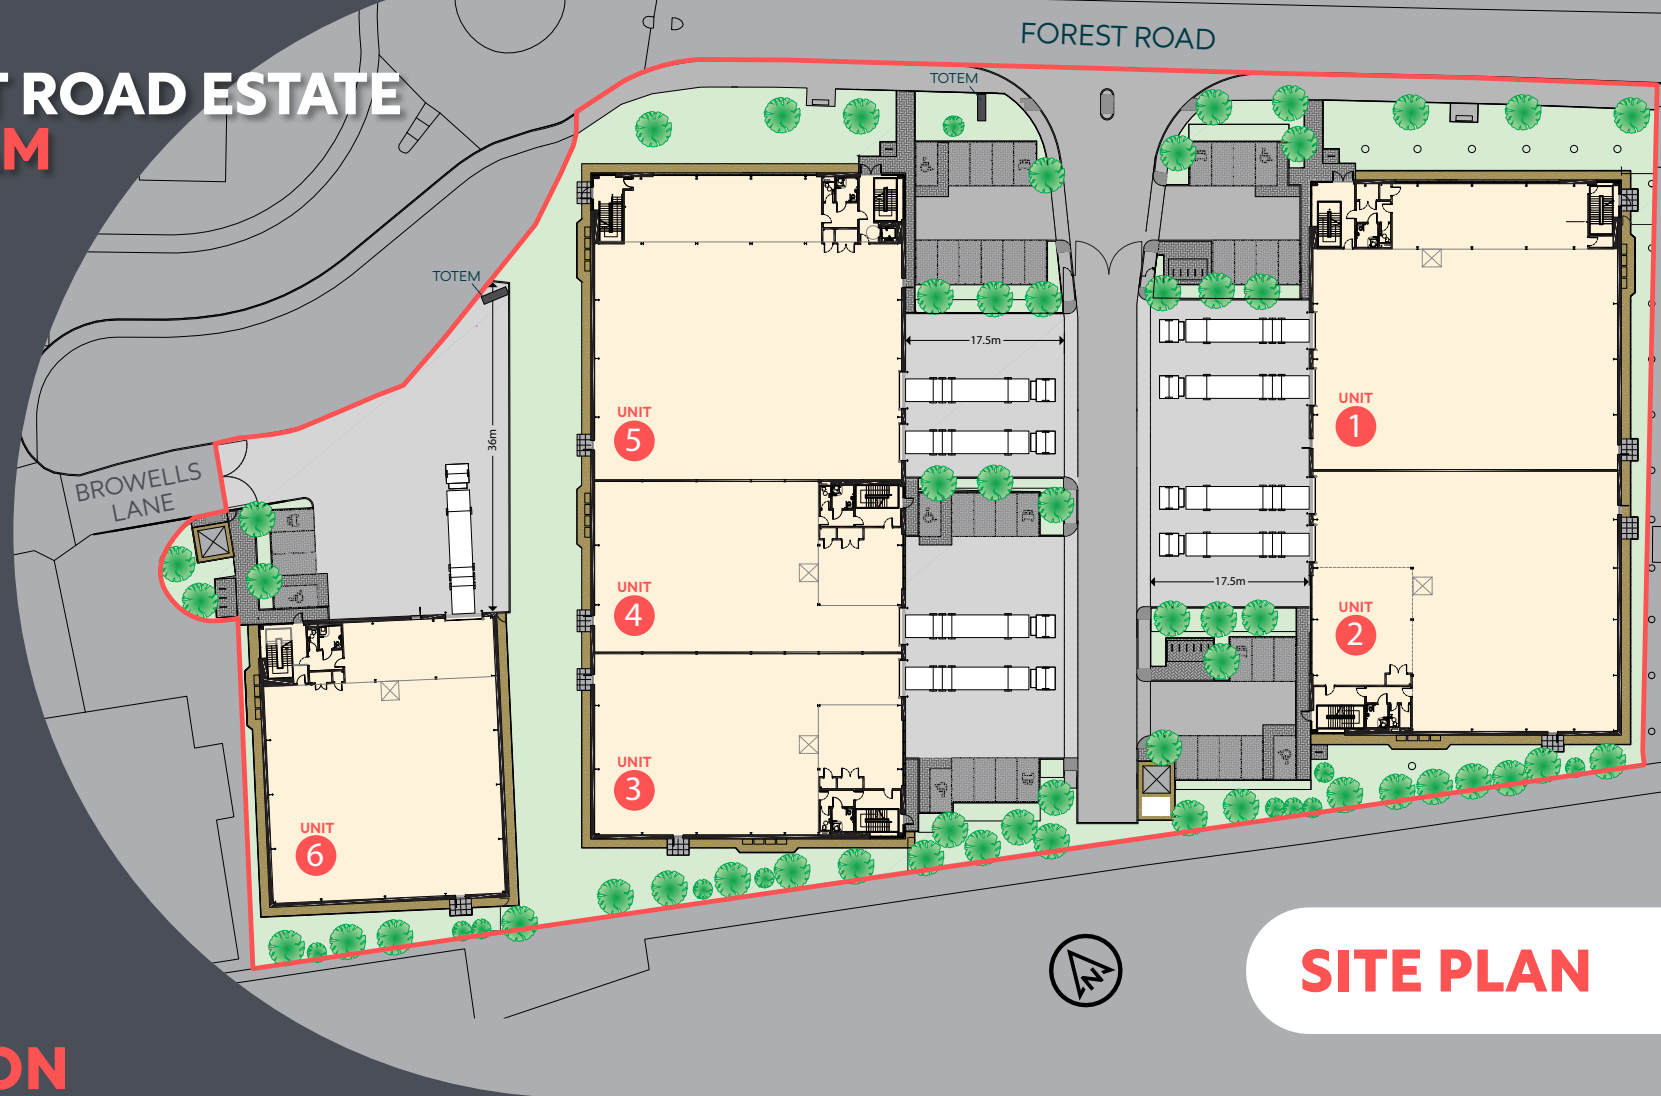 T ROAD ESTATE
M
FOREST ROAD
TOTEM
TOTEM
17.5m
36m
BROWELLS
LANE
UNIT
5
UNIT
1
UNIT
4
UNIT
2
17.5m
UNIT
3
UNIT
6
N
SITE PLAN
ON